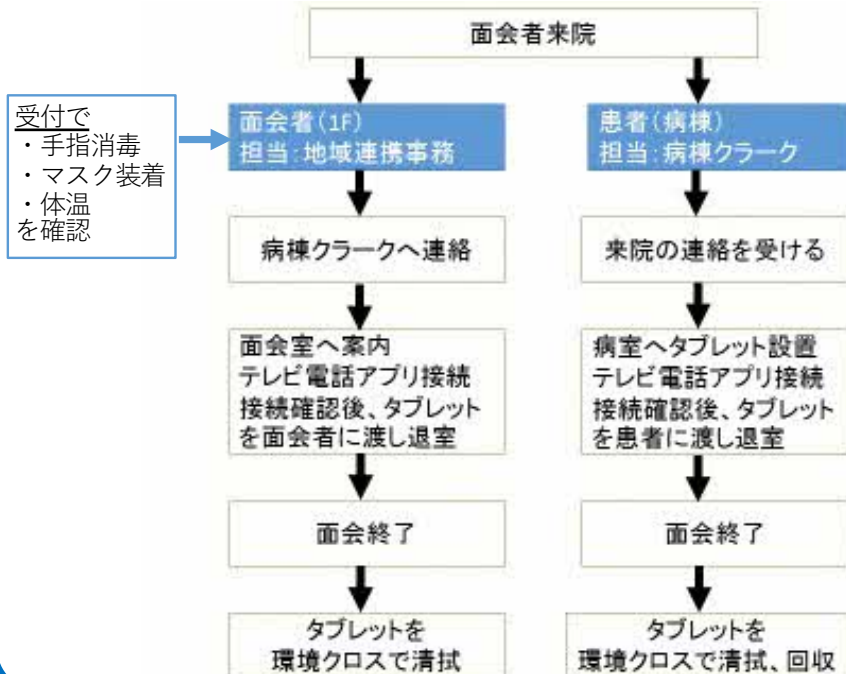 面会者来院
受付で
・手指消毒
・マスク装着
・体温
を確認
面会者(1F)
担当:地域連携事務
患者(病棟)
担当:病棟クラーク
病棟クラークへ連絡
来院の連絡を受ける
面会室へ案内
テレビ電話アプリ接続
接続確認後、タブレット
を面会者に渡し退室
病室へタブレット設置
テレビ電話アプリ接続
接続確認後、タブレット
を患者に渡し退室
面会終了
面会終了
タブレットを
環境クロスで清拭
タブレットを
環境クロスで清拭、回収